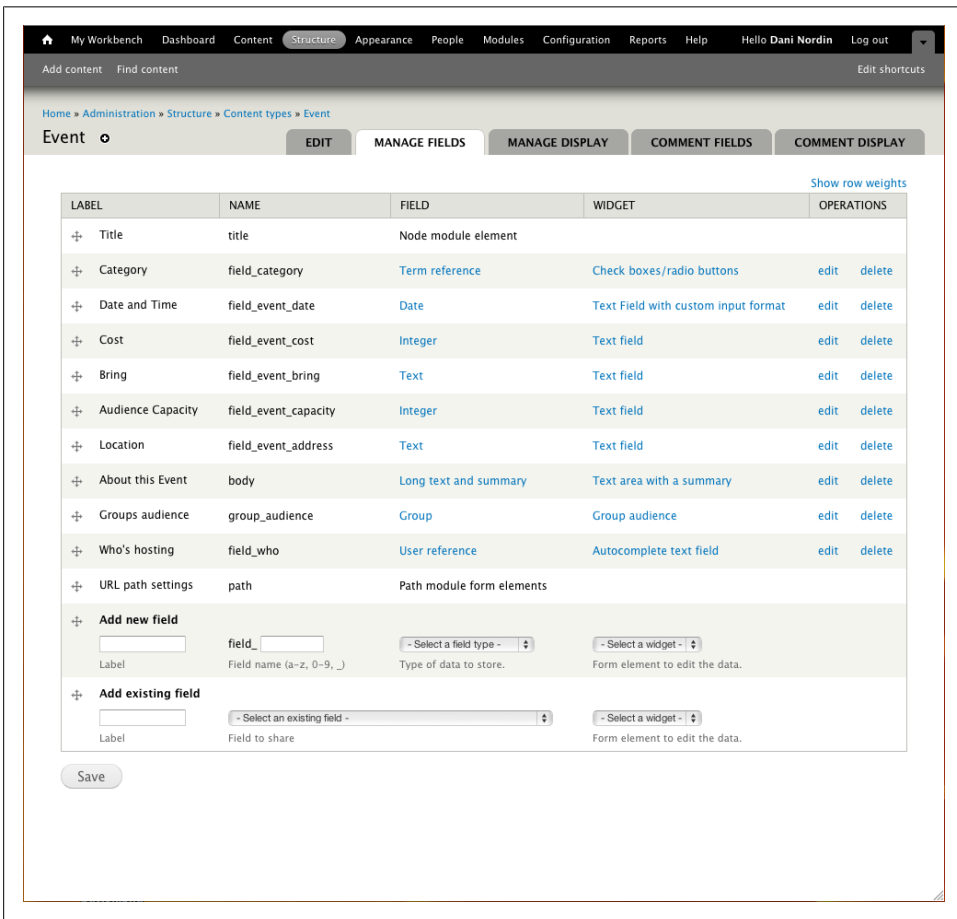 My Workbench Dashboard Content Structure Appearance People Modules Configuration Reports Help Hello Dani Nordin Log out
Add content Find content Edit shortcuts
Home » Administration » Structure » Content types » Event
Event EDIT MANAGE FIELDS MANAGE DISPLAY COMMENT FIELDS COMMENT DISPLAY
Show row weights
LABEL NAME FIELD WIDGET OPERATIONS
Title title Node module element
Category field_category Term reference Check boxes/radio buttons edit delete
Date and Time field_event_date Date Text Field with custom input format edit delete
Cost field_event_cost Integer Text field edit delete
Bring field_event_bring Text Text field edit delete
Audience Capacity field_event_capacity Integer Text field edit delete
Location field_event_address Text Text field edit delete
About this Event body Long text and summary Text area with a summary edit delete
Groups audience group_audience Group Group audience edit delete
Who's hosting field_who User reference Autocomplete text field edit delete
URL path settings path Path module form elements
Add new field
field_ - Select a field type - - Select a widget -
Label Field name (a-z, 0-9, _) Type of data to store. Form element to edit the data.
Add existing field
- Select an existing field - - Select a widget -
Label Field to share Form element to edit the data.
Save